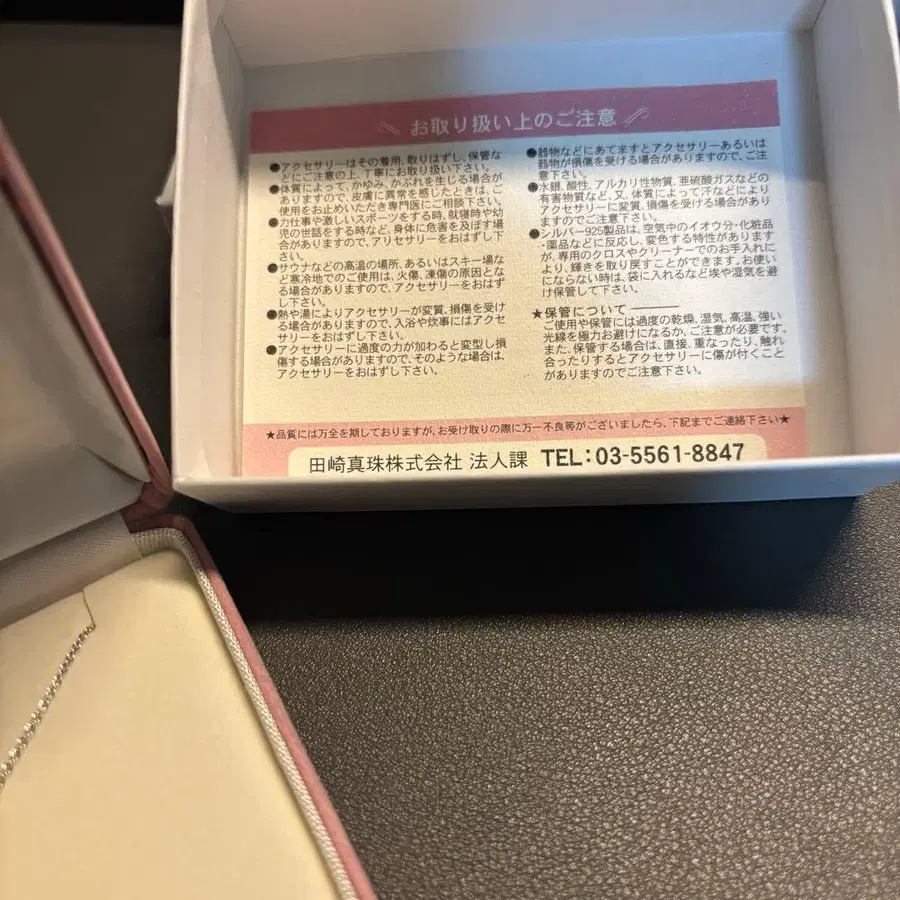 お取り扱い上のご注意
●アクセサリーはその着用、取りはずし、保管な
どにご注意の上、丁寧にお取り扱い下さい。
●体質によって、かゆみ、かぶれを生じる場合が
ありますので、皮膚に異常を感じたときは、ご
使用をお止めいただき専門医にご相談下さい。
●力仕事や激しいスポーツをする時、就寝時や幼
児の世話をする時など、身体に危害を及ぼす場
合がありますので、アリセサリーをおはずし下
さい。
●サウナなどの高温の場所、あるいはスキー場な
ど寒冷地でのご使用は、火傷、凍傷の原因とな
る場合がありますので、アクセサリーをおはず
し下さい。
●熱や湯によりアクセサリーが変質、損傷を受け
る場合がありますので、入浴や炊事にはアクセ
サリーをおはずし下さい。
●アクセサリーに過度の力が加わると変型し損
傷する場合がありますので、そのような場合は、
アクセサリーをおはずし下さい。
●器物などにあてますとアクセサリーあるいは
器物が損傷を受ける場合がありますので、ご注
意下さい。
●水銀、酸性、アルカリ性物質、亜硫酸ガスなどの
有害物質など、又、体質によって汗などにより
アクセサリーに変質、損傷を受ける場合があり
ますのでご注意下さい。
●シルバー925製品は、空気中のイオウ分・化粧品
・薬品などに反応し、変色する特性があります
が、専用のクロスやクリーナーでのお手入れに
より、輝きを取り戻すことができます。お使い
にならない時は、袋に入れるなど埃や湿気を避
け保管して下さい。
★保管について
ご使用や保管には過度の乾燥、湿気、高温、強い
光線を極力お避けになるか、ご注意が必要です。
また、保管する場合は、直接、重なったり、触れ
合ったりするとアクセサリーに傷が付くことが
ありますのでご注意下さい。
★品質には万全を期しておりますが、お受け取りの際に万一不良等がございましたら、下記までご連絡下さい★
田崎真珠株式会社 法人課 TEL:03-5561-8847